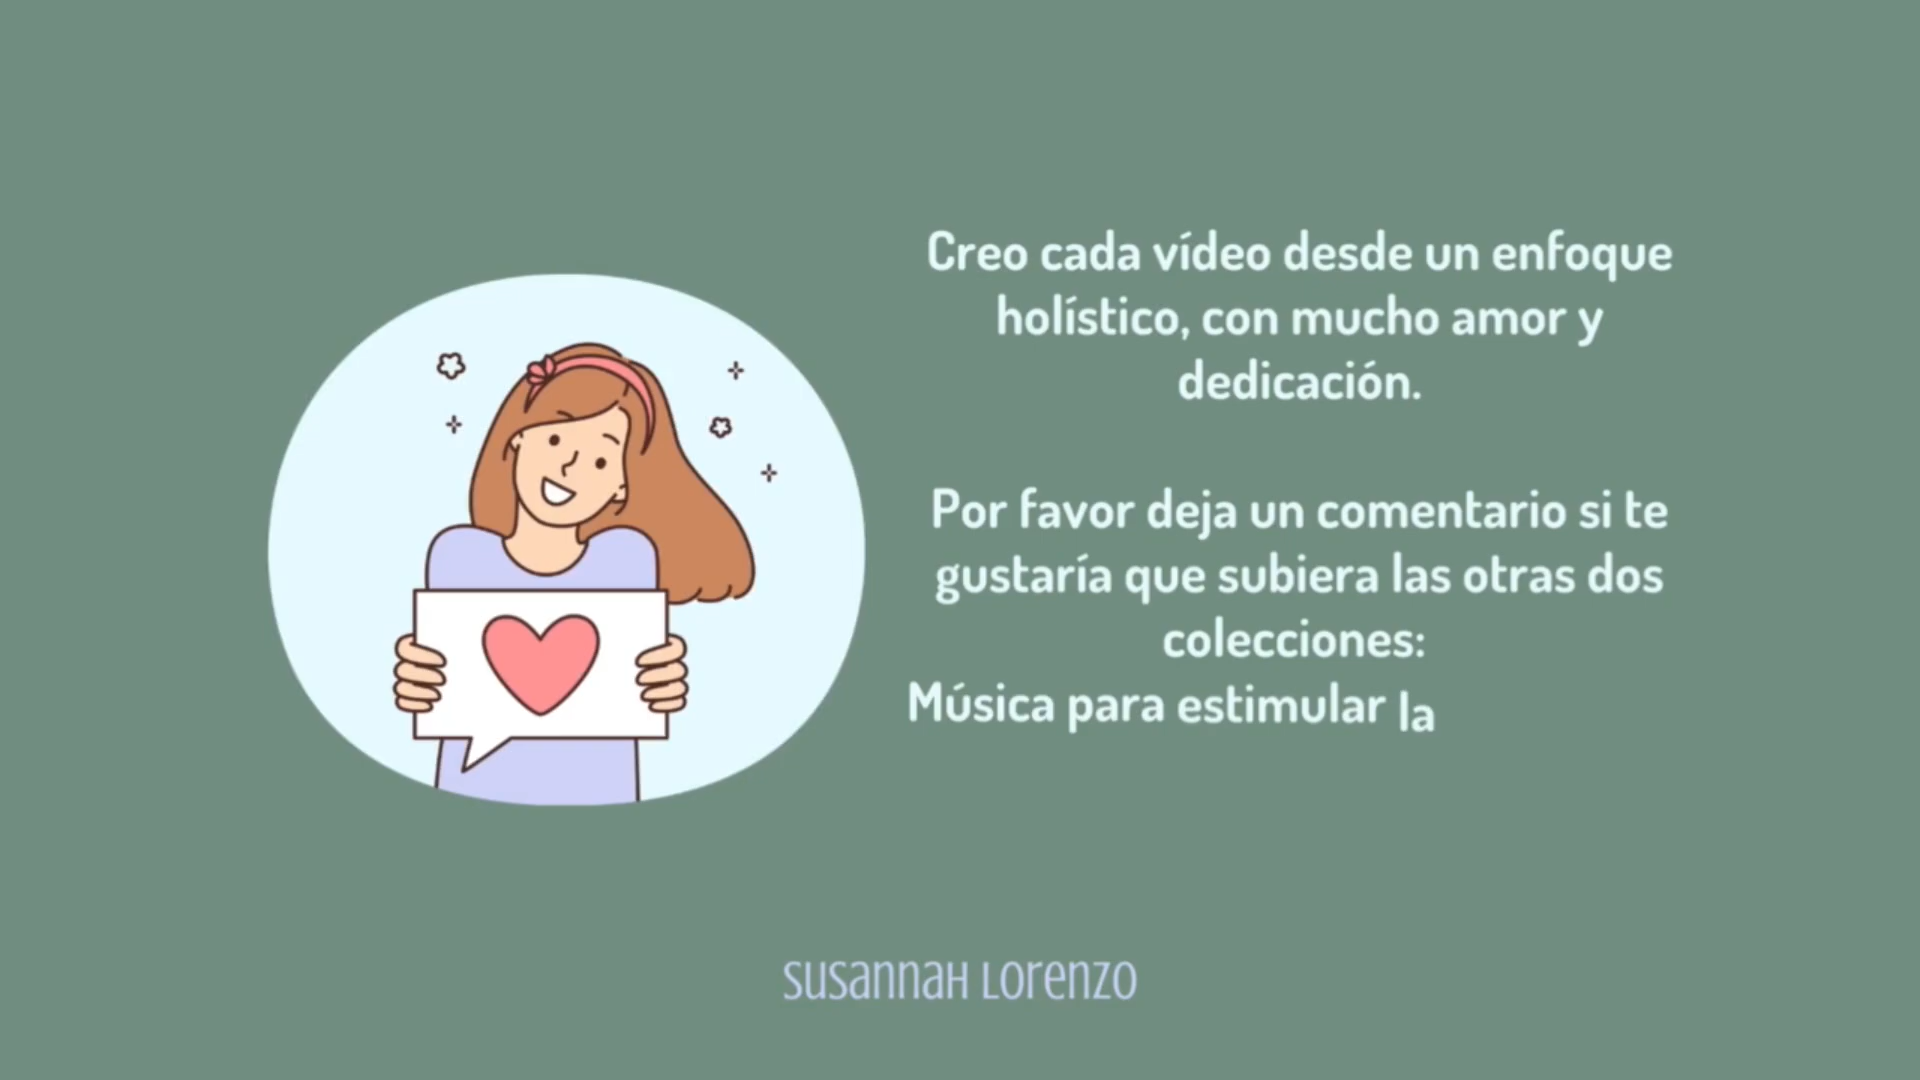 Creo cada vídeo desde un enfoque
holístico, con mucho amor y
dedicación.
Por favor deja un comentario si te
gustaría que subiera las otras dos
colecciones:
Música para estimular la
Susannah Lorenzo